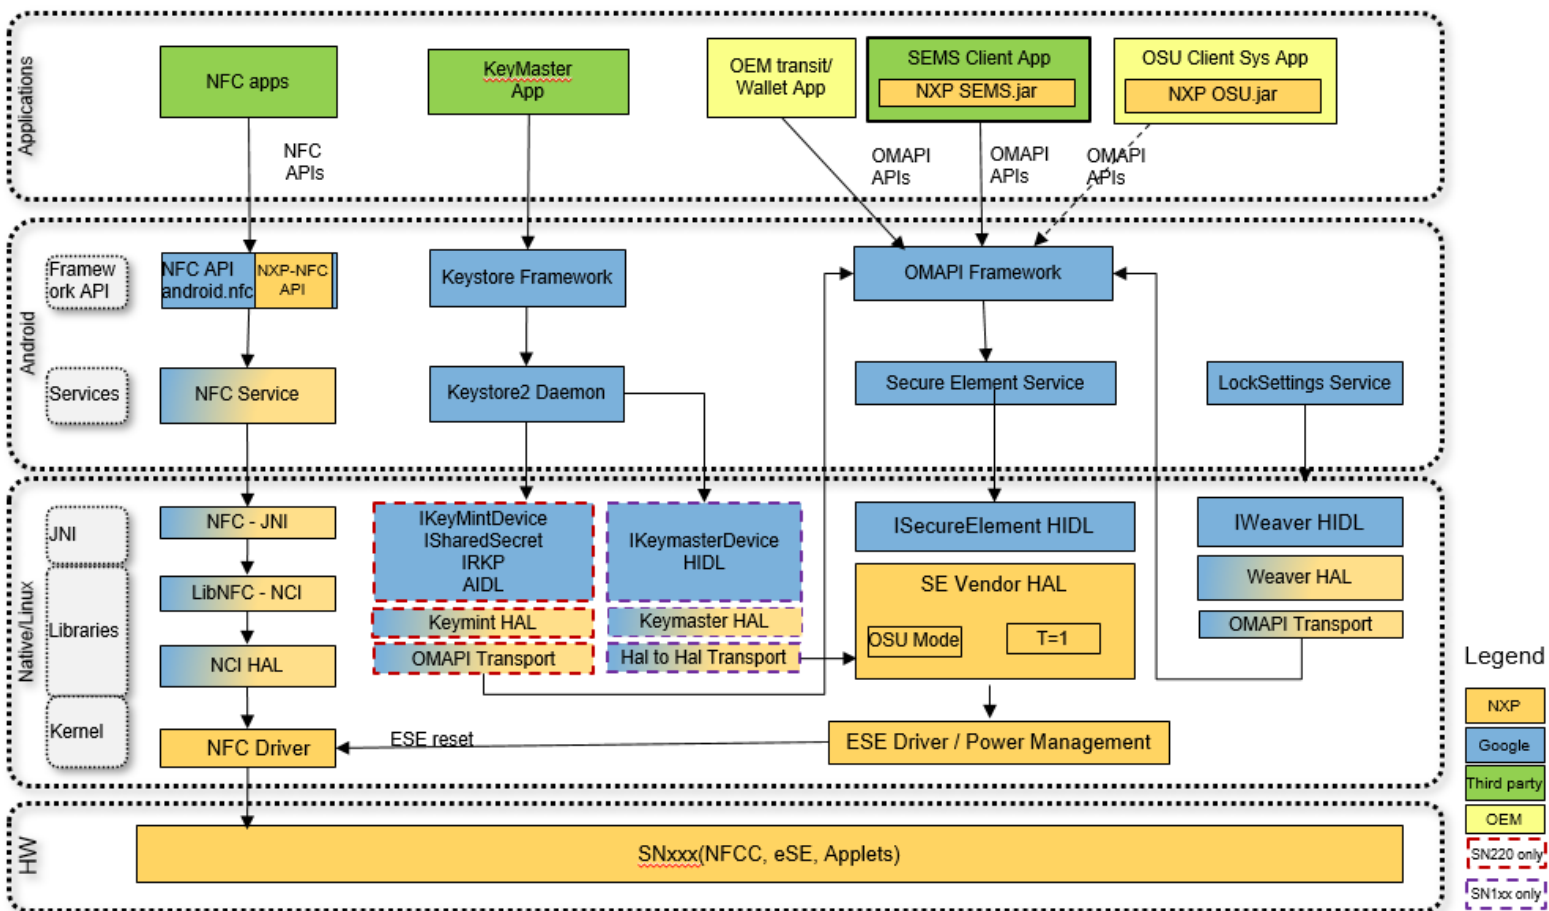 Applications
NFC apps
KeyMaster
App
OEM transit/
Wallet App
SEMS Client App
NXP SEMS.jar
OSU Client Sys App
NXP OSU.jar
NFC
APIs
OMAPI
APIs
OMAPI
APIs
OMAPI
APIs
Android
Framew
ork API
NFC API
android.nfc
NXP-NFC
API
Keystore Framework
OMAPI Framework
Services
NFC Service
Keystore2 Daemon
Secure Element Service
LockSettings Service
Native/Linux
JNI
NFC - JNI
IKeyMintDevice
ISharedSecret
IRKP
AIDL
IKeymasterDevice
HIDL
ISecureElement HIDL
IWeaver HIDL
Libraries
LibNFC - NCI
Keymint HAL
Keymaster HAL
SE Vendor HAL
Weaver HAL
OSU Mode
T=1
OMAPI Transport
NCI HAL
OMAPI Transport
Hal to Hal Transport
Kernel
NFC Driver
ESE reset
ESE Driver / Power Management
HW
SNxxx(NFCC, eSE, Applets)
Legend
NXP
Google
Third party
OEM
SN220 only
SN1xx only